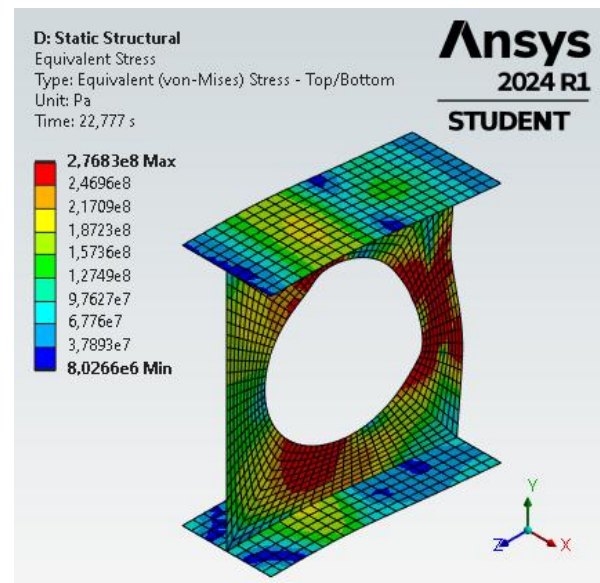 D: Static Structural
Equivalent Stress
Type: Equivalent (von-Mises) Stress - Top/Bottom
Unit: Pa
Time: 22,777 s
Ansys
2024 R1
STUDENT
2,7683e8 Max
2,4696e8
2,1709e8
1,8723e8
1,5736e8
1,2749e8
9,7627e7
6,776e7
3,7893e7
8,0266e6 Min
Y
Z
X